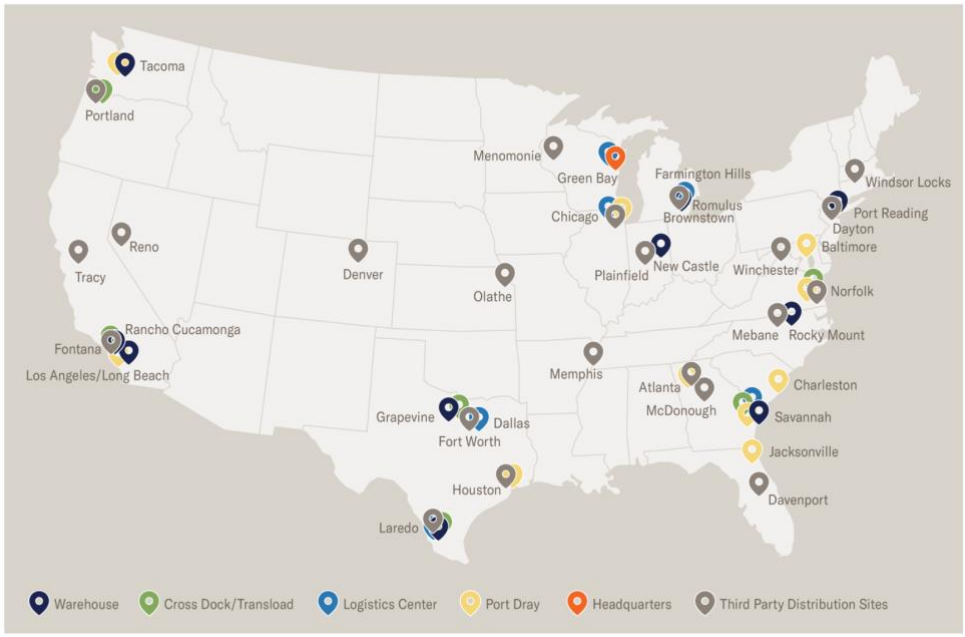 Tacoma
Portland
Menomonie
Green Bay
Farmington Hills
Windsor Locks
Chicago
Romulus
Brownstown
Port Reading
Dayton
Reno
Tracy
Denver
Olathe
Plainfield
New Castle
Winchester
Baltimore
Norfolk
Rancho Cucamonga
Fontana
Los Angeles/Long Beach
Mebane
Rocky Mount
Memphis
Atlanta
McDonough
Charleston
Grapevine
Dallas
Fort Worth
Savannah
Jacksonville
Houston
Davenport
Laredo
Warehouse
Cross Dock/Transload
Logistics Center
Port Dray
Headquarters
Third Party Distribution Sites